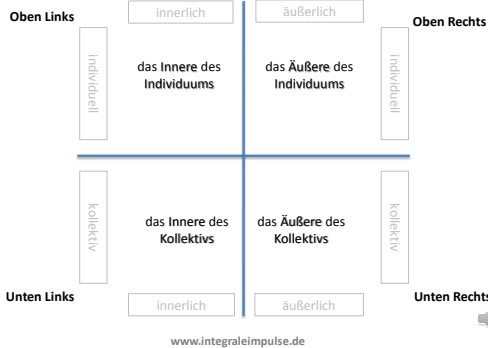 innerlich
äußerlich
Oben Links
Oben Rechts
individuell
das Innere des
Individuums
das Äußere des
Individuums
individuell
kollektiv
das Innere des
Kollektivs
das Äußere des
Kollektivs
kollektiv
Unten Links
Unten Rechts
innerlich
äußerlich
www.integraleimpulse.de